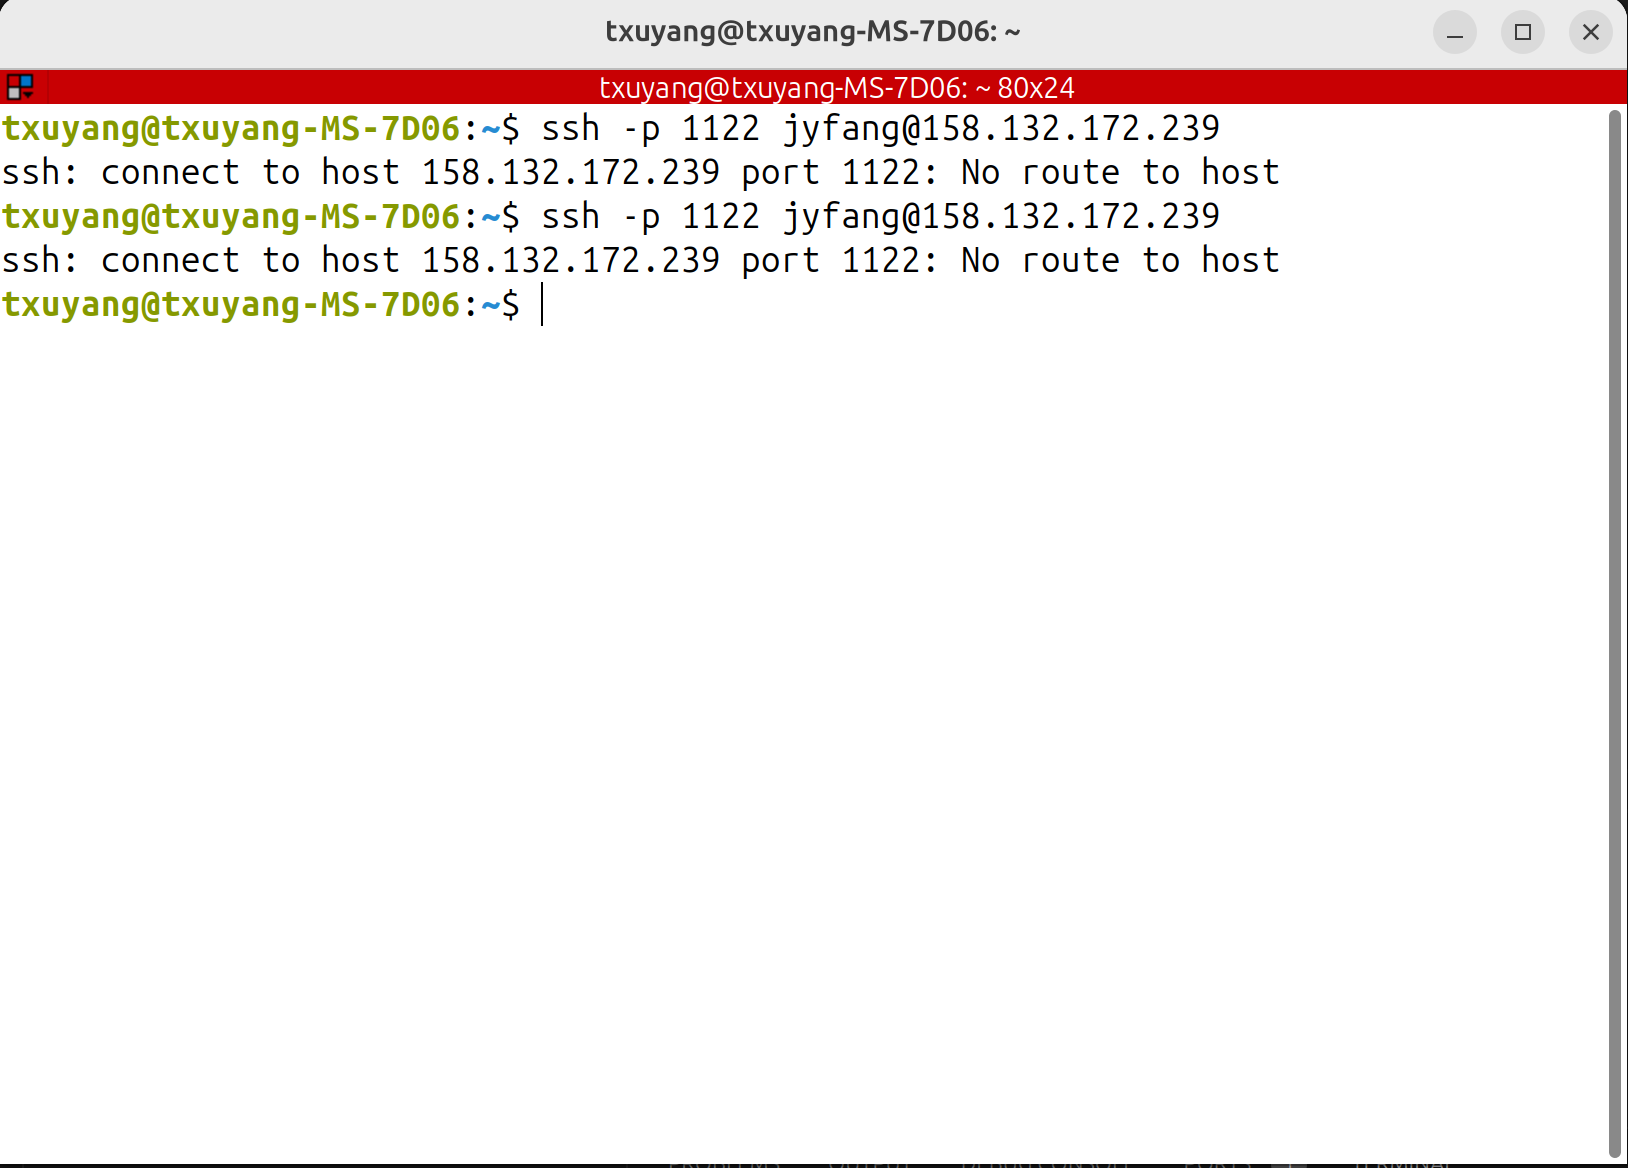 txuyang@txuyang-MS-7D06: ~
txuyang@txuyang-MS-7D06: ~ 80x24
txuyang@txuyang-MS-7D06:~$ ssh -p 1122 jyfang@158.132.172.239
ssh: connect to host 158.132.172.239 port 1122: No route to host
txuyang@txuyang-MS-7D06:~$ ssh -p 1122 jyfang@158.132.172.239
ssh: connect to host 158.132.172.239 port 1122: No route to host
txuyang@txuyang-MS-7D06:~$